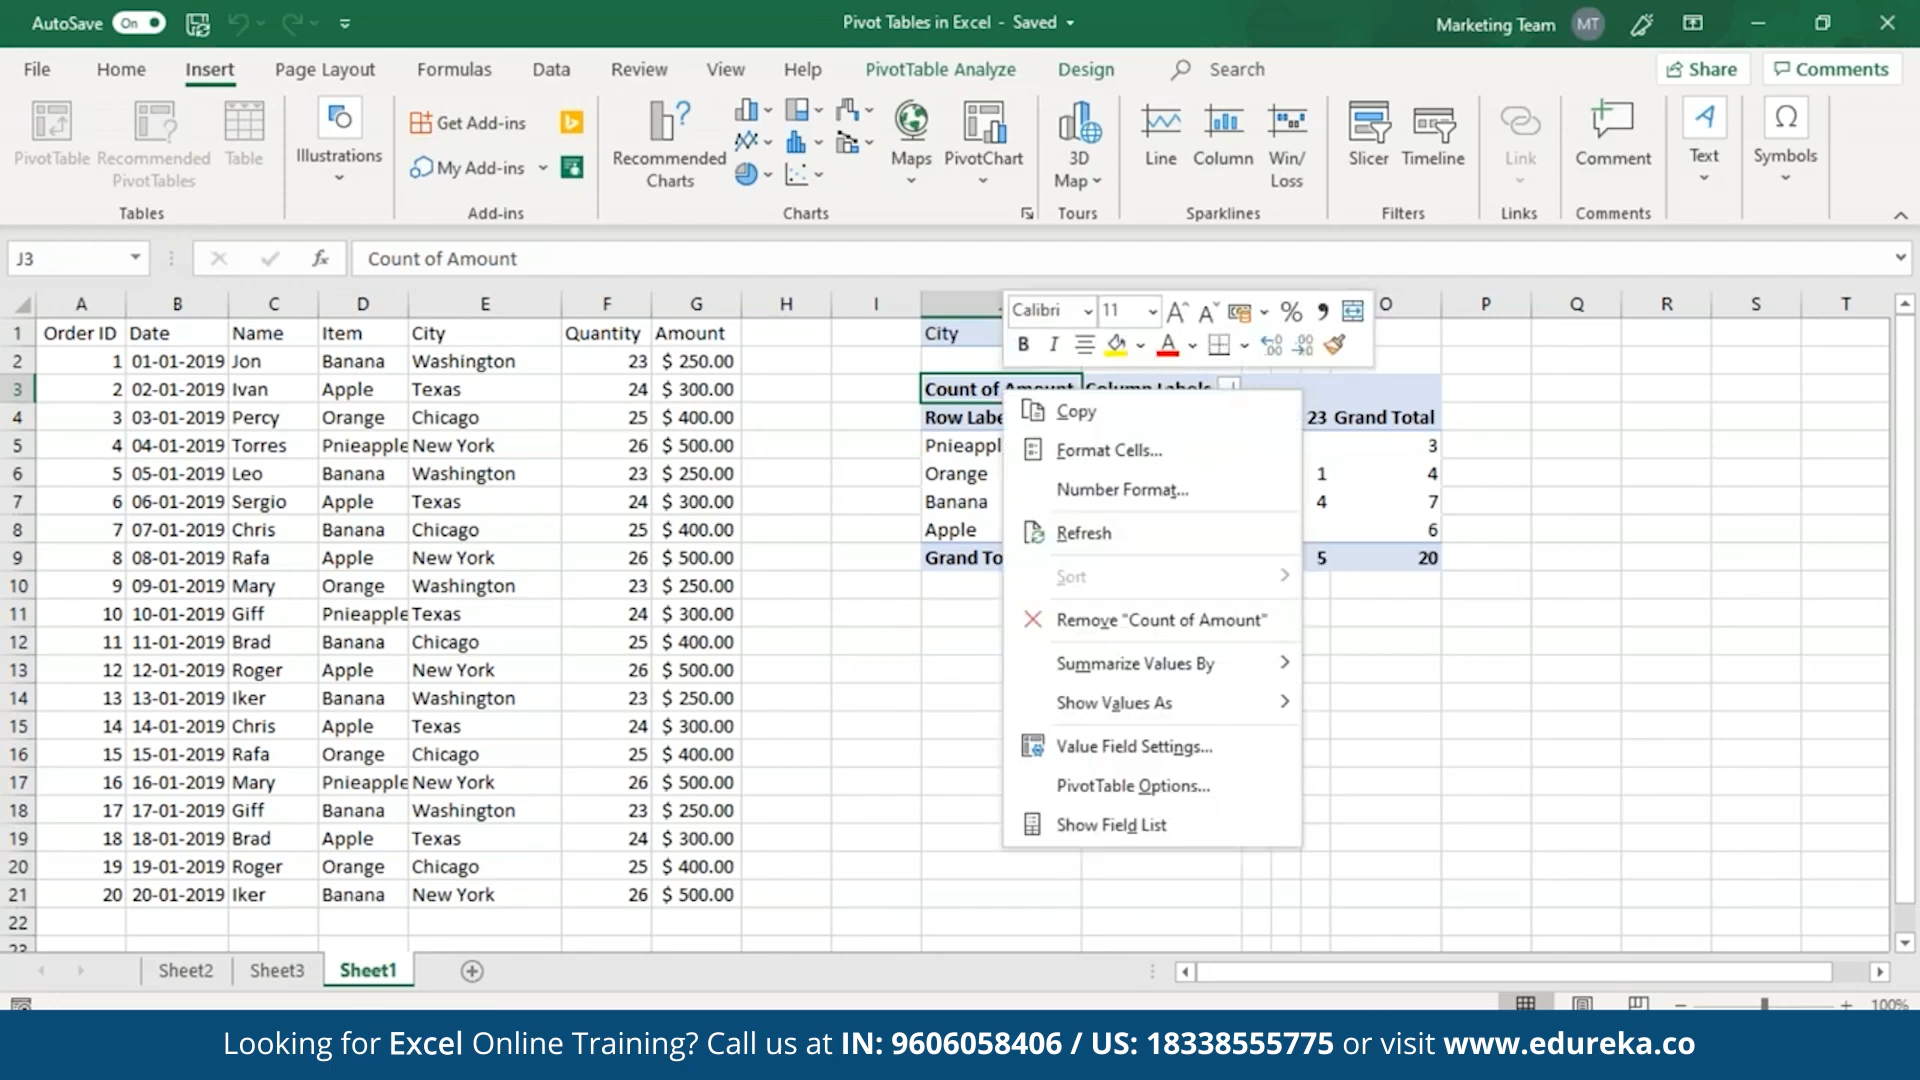 AutoSave On
Pivot Tables in Excel - Saved
Marketing Team MT
File Home Insert Page Layout Formulas Data Review View Help PivotTable Analyze Design Search Share Comments
PivotTable Recommended PivotTables Table
Illustrations
Get Add-ins
My Add-ins
Recommended Charts
Maps PivotChart
3D Map
Line Column Win/Loss
Slicer Timeline
Link
Comment
Text
Symbols
Tables Add-ins Charts Tours Sparklines Filters Links Comments
J3 fx Count of Amount
A B C D E F G H I O P Q R S T
Calibri 11 A A % ,
B I A
1 Order ID Date Name Item City Quantity Amount City
2 1 01-01-2019 Jon Banana Washington 23 $ 250.00
3 2 02-01-2019 Ivan Apple Texas 24 $ 300.00 Count of Amount Column Labels
4 3 03-01-2019 Percy Orange Chicago 25 $ 400.00 Row Labe 23 Grand Total
5 4 04-01-2019 Torres Pnieapple New York 26 $ 500.00 Pnieappl 3
6 5 05-01-2019 Leo Banana Washington 23 $ 250.00 Orange 1 4
7 6 06-01-2019 Sergio Apple Texas 24 $ 300.00 Banana 4 7
8 7 07-01-2019 Chris Banana Chicago 25 $ 400.00 Apple 6
9 8 08-01-2019 Rafa Apple New York 26 $ 500.00 Grand To 5 20
10 9 09-01-2019 Mary Orange Washington 23 $ 250.00
11 10 10-01-2019 Giff Pnieapple Texas 24 $ 300.00
12 11 11-01-2019 Brad Banana Chicago 25 $ 400.00
13 12 12-01-2019 Roger Apple New York 26 $ 500.00
14 13 13-01-2019 Iker Banana Washington 23 $ 250.00
15 14 14-01-2019 Chris Apple Texas 24 $ 300.00
16 15 15-01-2019 Rafa Orange Chicago 25 $ 400.00
17 16 16-01-2019 Mary Pnieapple New York 26 $ 500.00
18 17 17-01-2019 Giff Banana Washington 23 $ 250.00
19 18 18-01-2019 Brad Apple Texas 24 $ 300.00
20 19 19-01-2019 Roger Orange Chicago 25 $ 400.00
21 20 20-01-2019 Iker Banana New York 26 $ 500.00
22
23
Copy
Format Cells...
Number Format...
Refresh
Sort
Remove "Count of Amount"
Summarize Values By
Show Values As
Value Field Settings...
PivotTable Options...
Show Field List
Sheet2 Sheet3 Sheet1
100%
Looking for Excel Online Training? Call us at IN: 9606058406 / US: 18338555775 or visit www.edureka.co